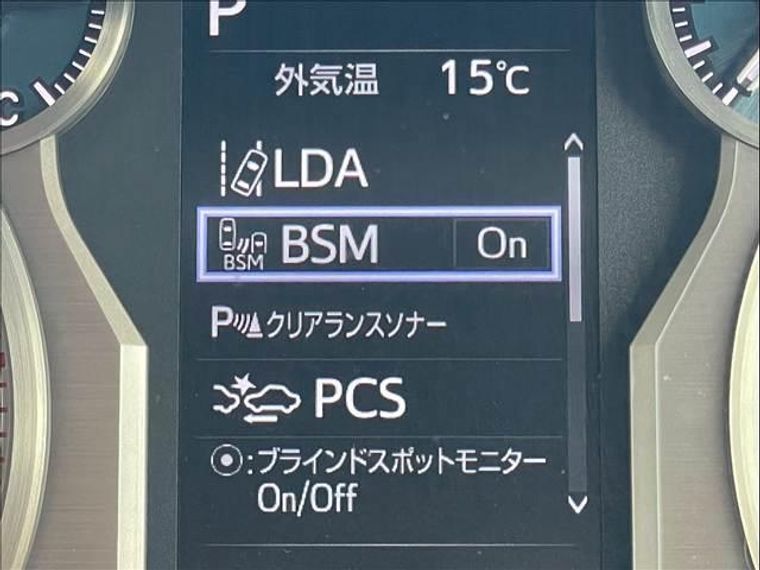 P
外気温 15℃
C
LDA
BSM BSM On
Pクリアランスソナー
PCS
⦿:ブラインドスポットモニター
On/Off